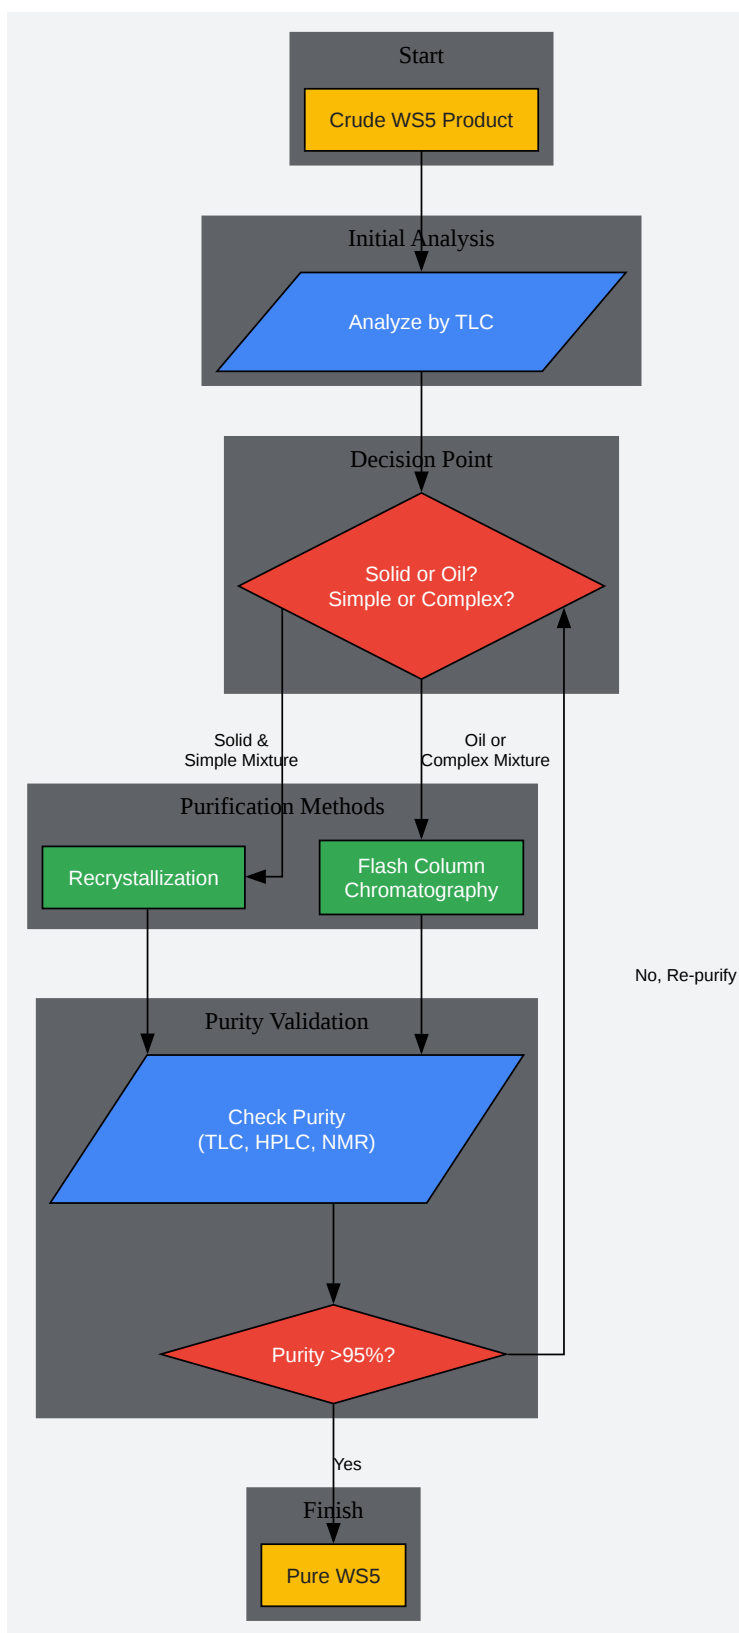 Start
Crude WS5 Product
Initial Analysis
Analyze by TLC
Decision Point
Solid or Oil?
Simple or Complex?
Solid &
Simple Mixture
Oil or
Complex Mixture
Purification Methods
Recrystallization
Flash Column
Chromatography
No, Re-purify
Purity Validation
Check Purity
(TLC, HPLC, NMR)
Purity >95%?
Yes
Finish
Pure WS5